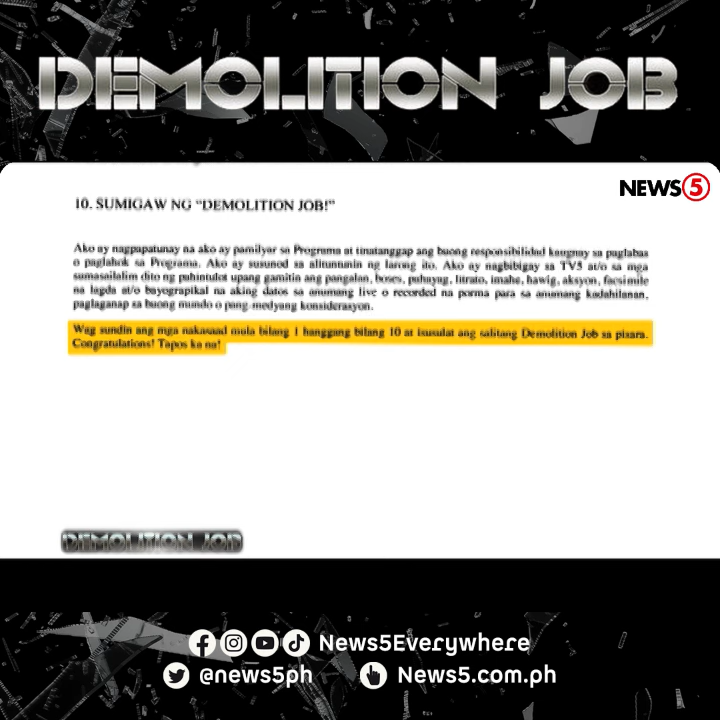 DEMOLITION JOB
NEWS5
10. SUMIGAW NG "DEMOLITION JOB!"
Ako ay nagpapatunay na ako ay pamilyar sa Programa at tinatanggap ang buong responsibilidad kaugnay sa paglabas
o paglahok sa Programa. Ako ay susunod sa alituntunin ng larong ito. Ako ay nagbibigay sa TV5 at/o sa mga
sumasailalim dito ng pahintulot upang gamitin ang pangalan, boses, pahayag, litrato, imahe, hawig, aksyon, facsimile
na lagda at/o bayograpikal na aking datos sa anumang live o recorded na porma para sa anumang kadahilanan,
paglaganap sa buong mundo o pang-medyang konsiderasyon.
Wag sundin ang mga nakasaad mula bilang 1 hanggang bilang 10 at isusulat ang salitang Demolition Job sa pisara.
Congratulations! Tapos ka na!
DEMOLITION JOB
News5Everywhere
@news5ph News5.com.ph